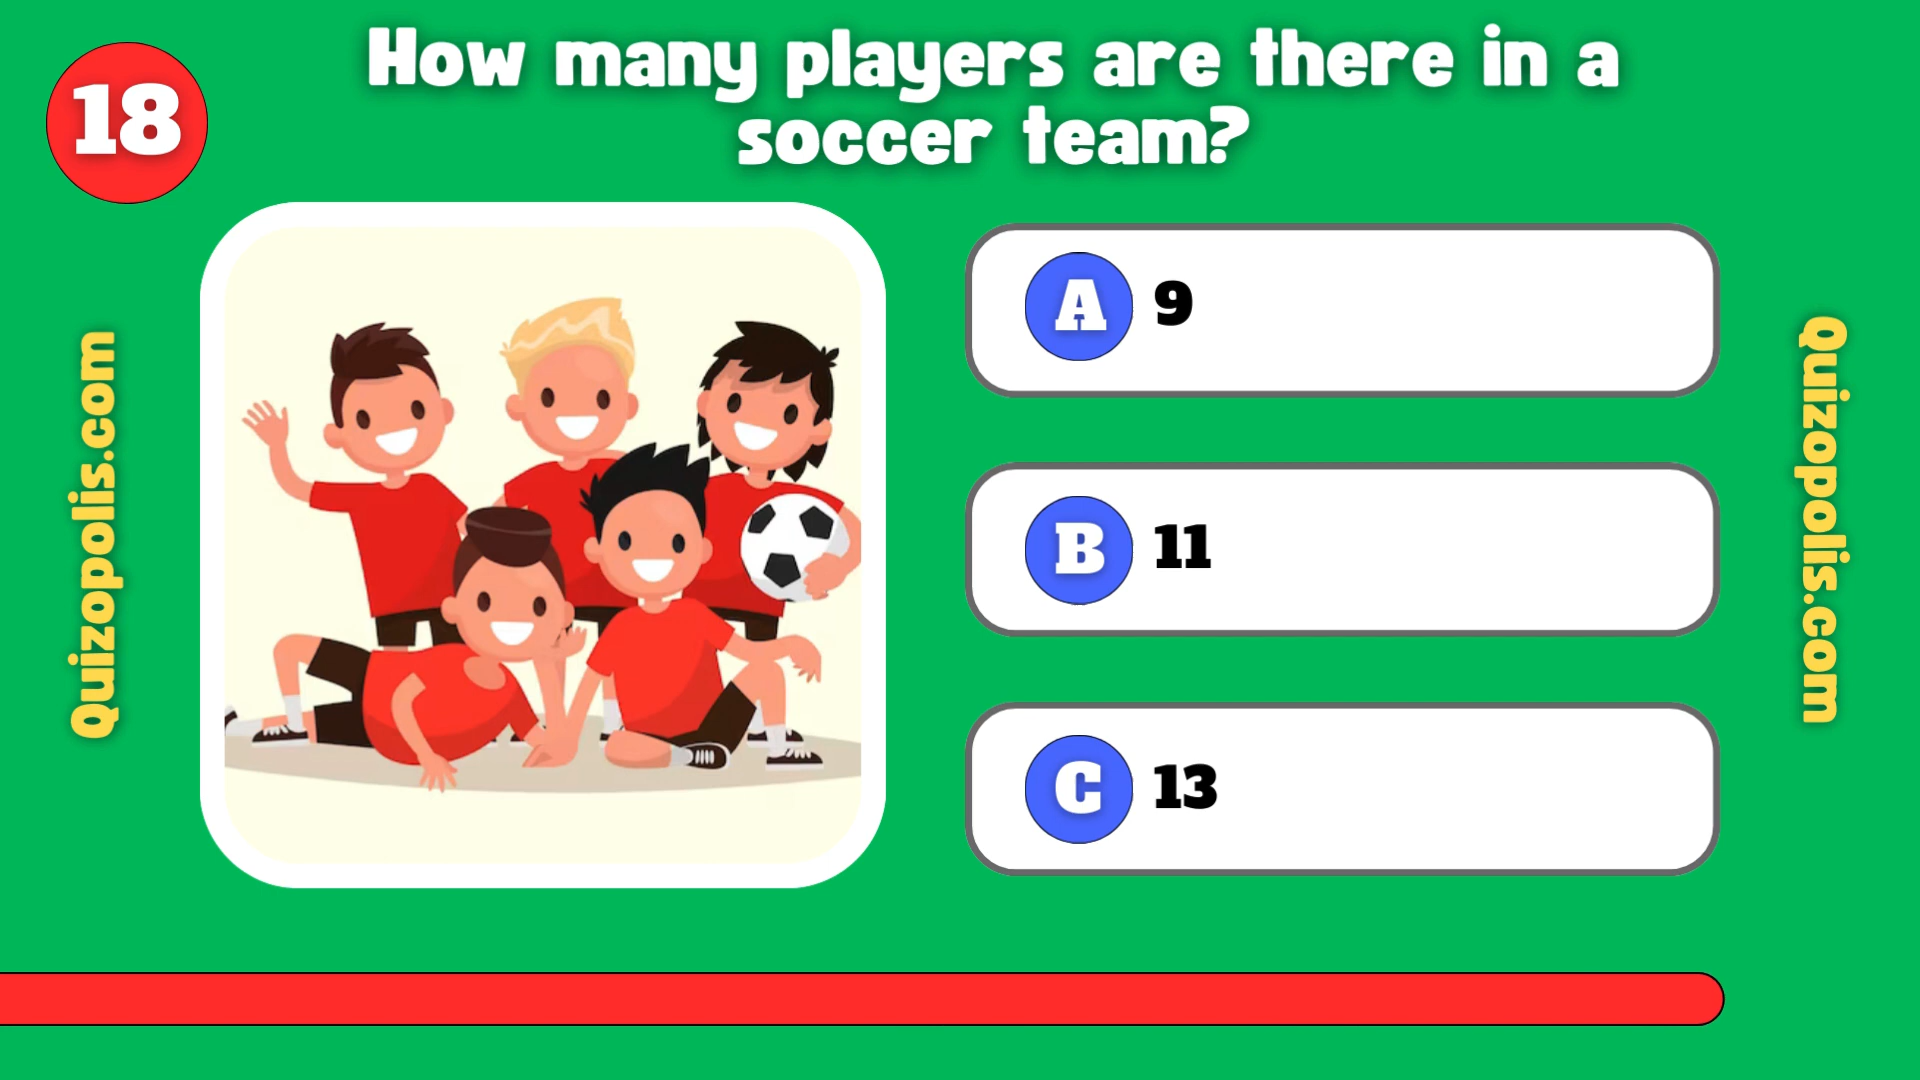 18
How many players are there in a
soccer team?
Quizopolis.com
A 9
B 11
C 13
Quizopolis.com